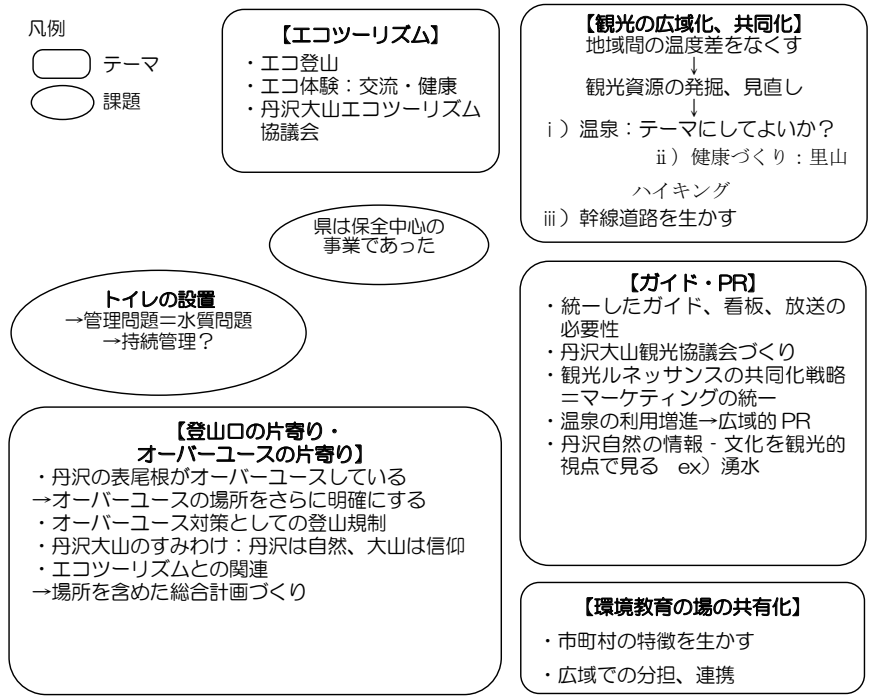 凡例
テーマ
課題
【エコツーリズム】
・エコ登山
・エコ体験：交流・健康
・丹沢大山エコツーリズム
協議会
【観光の広域化、共同化】
地域間の温度差をなくす
↓
観光資源の発掘、見直し
↓
ⅰ）温泉：テーマにしてよいか？
ⅱ）健康づくり：里山
ハイキング
ⅲ）幹線道路を生かす
県は保全中心の
事業であった
トイレの設置
→管理問題＝水質問題
→持続管理？
【ガイド・PR】
・統一したガイド、看板、放送の
必要性
・丹沢大山観光協議会づくり
・観光ルネッサンスの共同化戦略
＝マーケティングの統一
・温泉の利用増進→広域的 PR
・丹沢自然の情報‐文化を観光的
視点で見る　ex）湧水
【登山口の片寄り・
オーバーユースの片寄り】
・丹沢の表尾根がオーバーユースしている
→オーバーユースの場所をさらに明確にする
・オーバーユース対策としての登山規制
・丹沢大山のすみわけ：丹沢は自然、大山は信仰
・エコツーリズムとの関連
→場所を含めた総合計画づくり
【環境教育の場の共有化】
・市町村の特徴を生かす
・広域での分担、連携